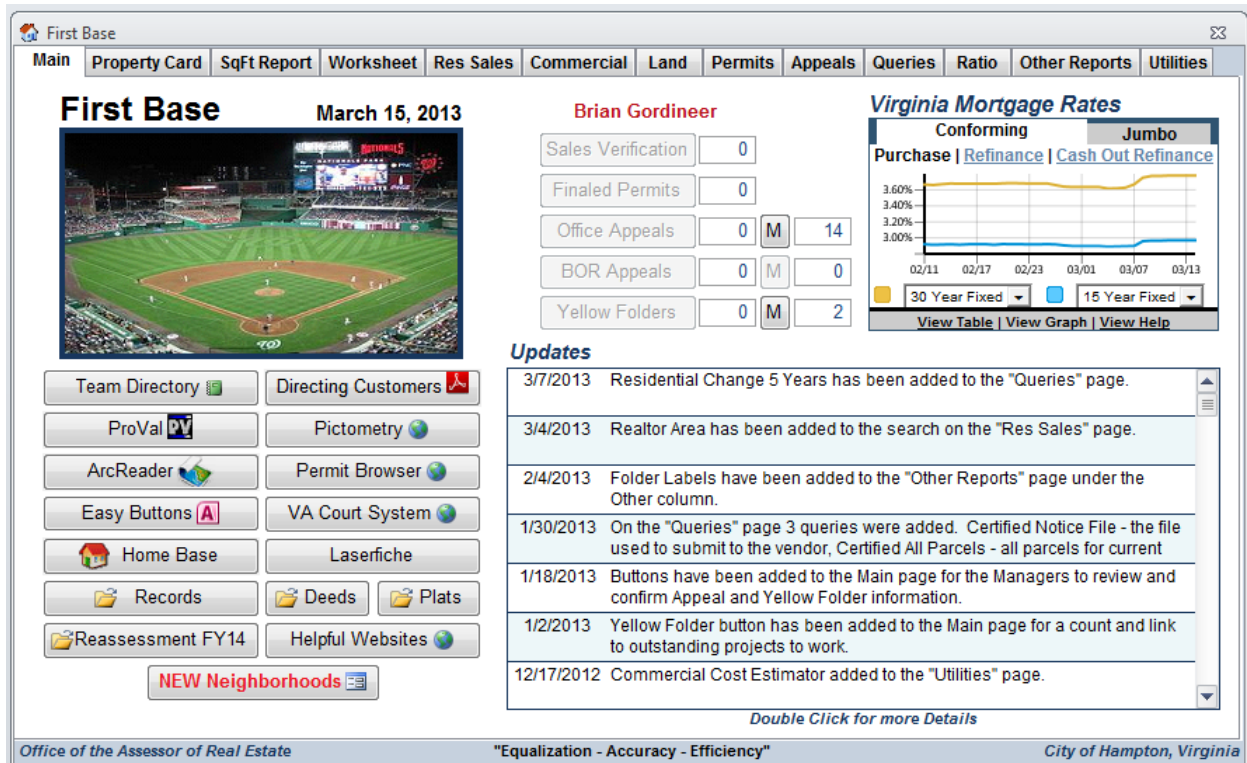 First Base
Main Property Card SqFt Report Worksheet Res Sales Commercial Land Permits Appeals Queries Ratio Other Reports Utilities
First Base March 15, 2013
NATIONALS
Brian Gordineer
Sales Verification 0
Finaled Permits 0
Office Appeals 0 M 14
BOR Appeals 0 M 0
Yellow Folders 0 M 2
Virginia Mortgage Rates
Conforming Jumbo
Purchase | Refinance | Cash Out Refinance
3.60%
3.40%
3.20%
3.00%
02/11 02/17 02/23 03/01 03/07 03/13
30 Year Fixed 15 Year Fixed
View Table | View Graph | View Help
Team Directory Directing Customers
ProVal PV Pictometry
ArcReader Permit Browser
Easy Buttons A VA Court System
Home Base Laserfiche
Records Deeds Plats
Reassessment FY14 Helpful Websites
NEW Neighborhoods
Updates
3/7/2013 Residential Change 5 Years has been added to the "Queries" page.
3/4/2013 Realtor Area has been added to the search on the "Res Sales" page.
2/4/2013 Folder Labels have been added to the "Other Reports" page under the
Other column.
1/30/2013 On the "Queries" page 3 queries were added. Certified Notice File - the file
used to submit to the vendor, Certified All Parcels - all parcels for current
1/18/2013 Buttons have been added to the Main page for the Managers to review and
confirm Appeal and Yellow Folder information.
1/2/2013 Yellow Folder button has been added to the Main page for a count and link
to outstanding projects to work.
12/17/2012 Commercial Cost Estimator added to the "Utilities" page.
Double Click for more Details
Office of the Assessor of Real Estate "Equalization - Accuracy - Efficiency" City of Hampton, Virginia